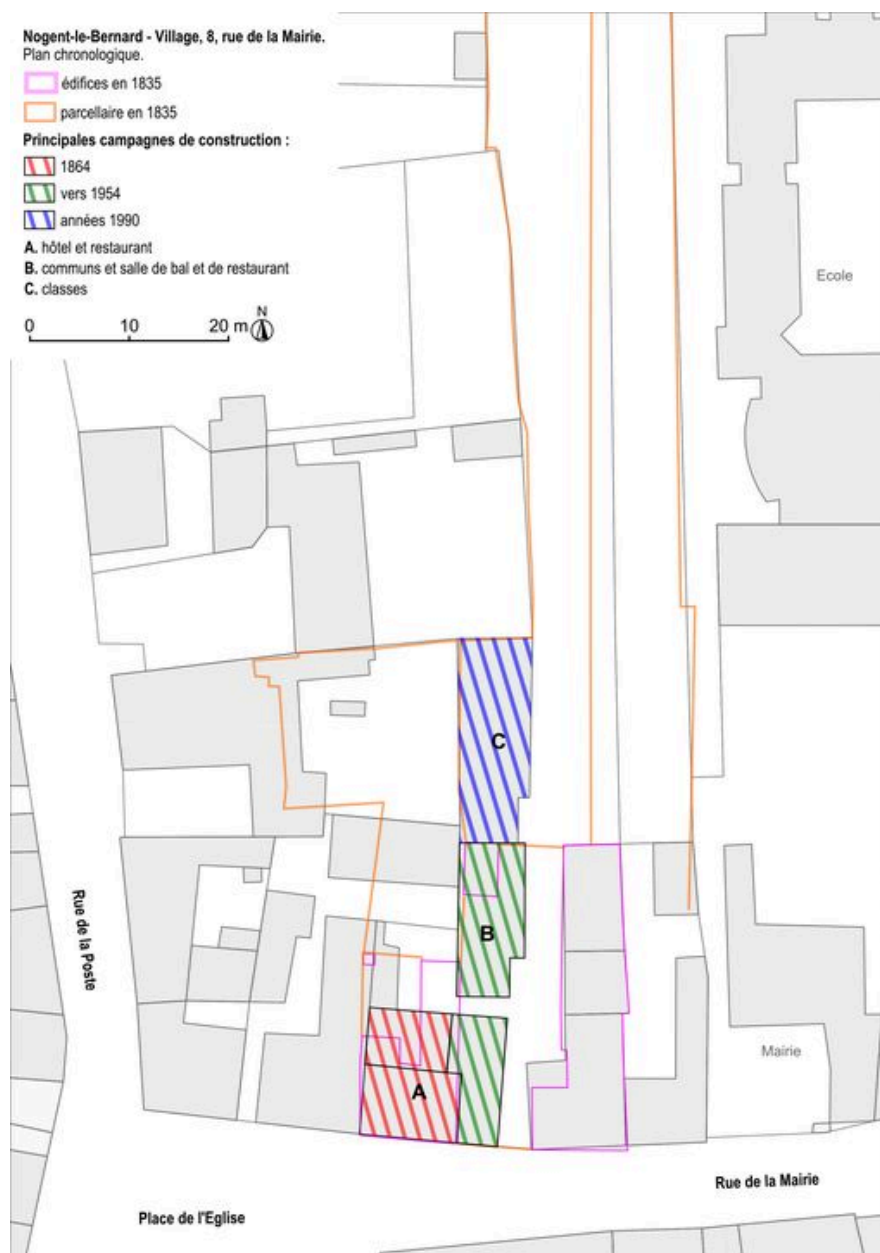 Nogent-le-Bernard - Village, 8, rue de la Mairie.
Plan chronologique.
édifices en 1835
parcellaire en 1835
Principales campagnes de construction :
1864
vers 1954
années 1990
A. hôtel et restaurant
B. communs et salle de bal et de restaurant
C. classes
0 10 20 m
N
Ecole
C
B
Rue de la Poste
Mairie
A
Rue de la Mairie
Place de l'Eglise